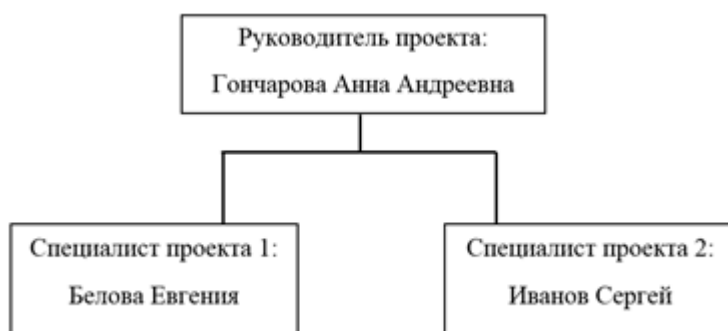 Руководитель проекта:
Гончарова Анна Андреевна
Специалист проекта 1:
Белова Евгения
Специалист проекта 2:
Иванов Сергей